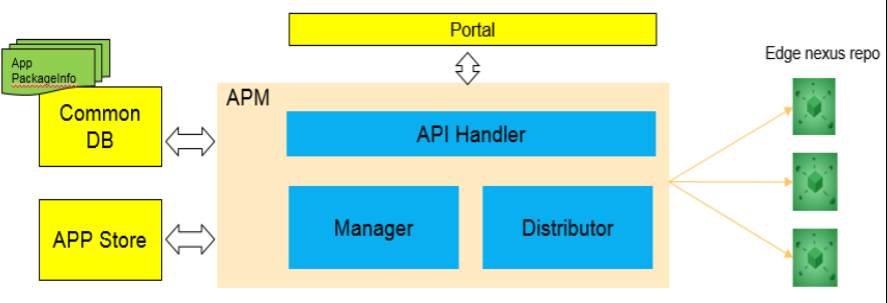 Portal
App
PackageInfo
Edge nexus repo
Common
DB
APM
API Handler
APP Store
Manager
Distributor